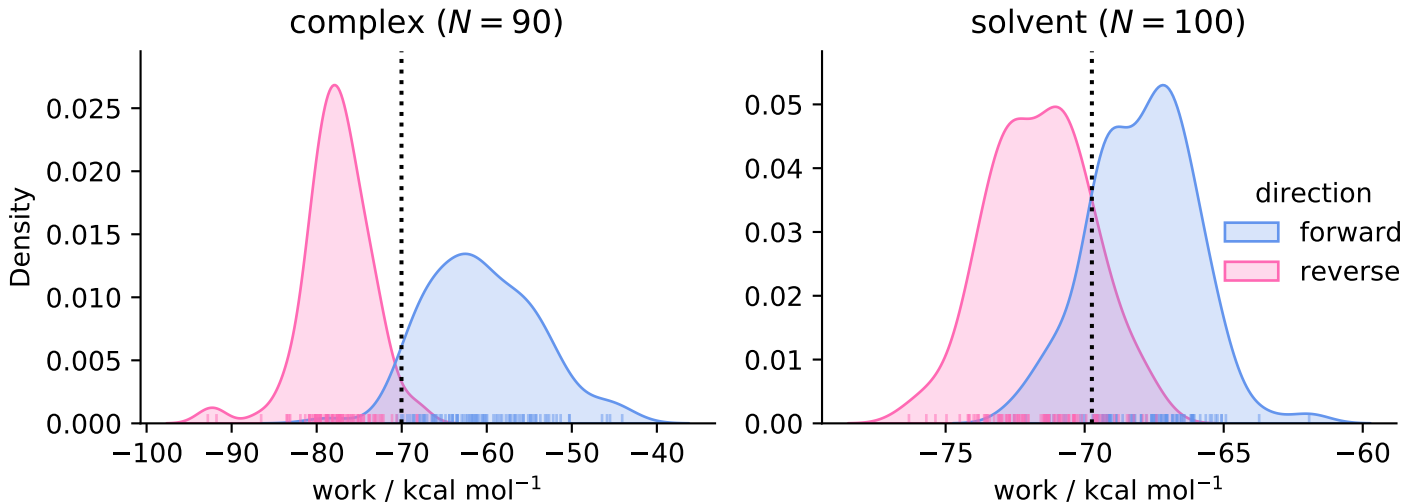 complex (N = 90)
Density
0.025
0.020
0.015
0.010
0.005
0.000
−100
−90
−80
−70
−60
−50
−40
work / kcal mol⁻¹
solvent (N = 100)
0.05
0.04
0.03
0.02
0.01
0.00
−75
−70
−65
−60
work / kcal mol⁻¹
direction
forward
reverse